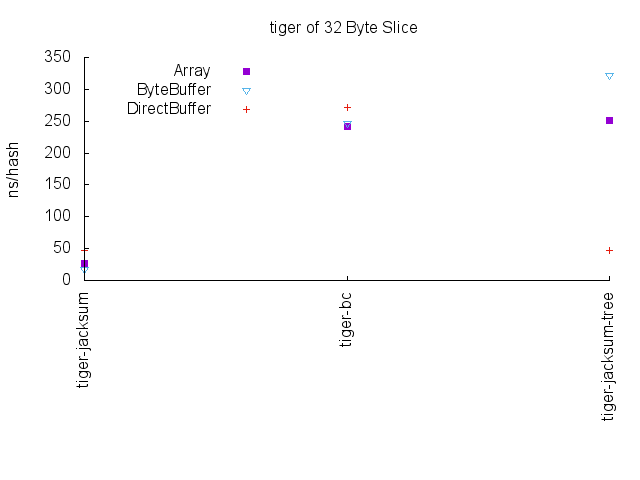 tiger of 32 Byte Slice
350
300
250
200
150
100
50
0
ns/hash
Array
ByteBuffer
DirectBuffer
tiger-jacksum
tiger-bc
tiger-jacksum-tree